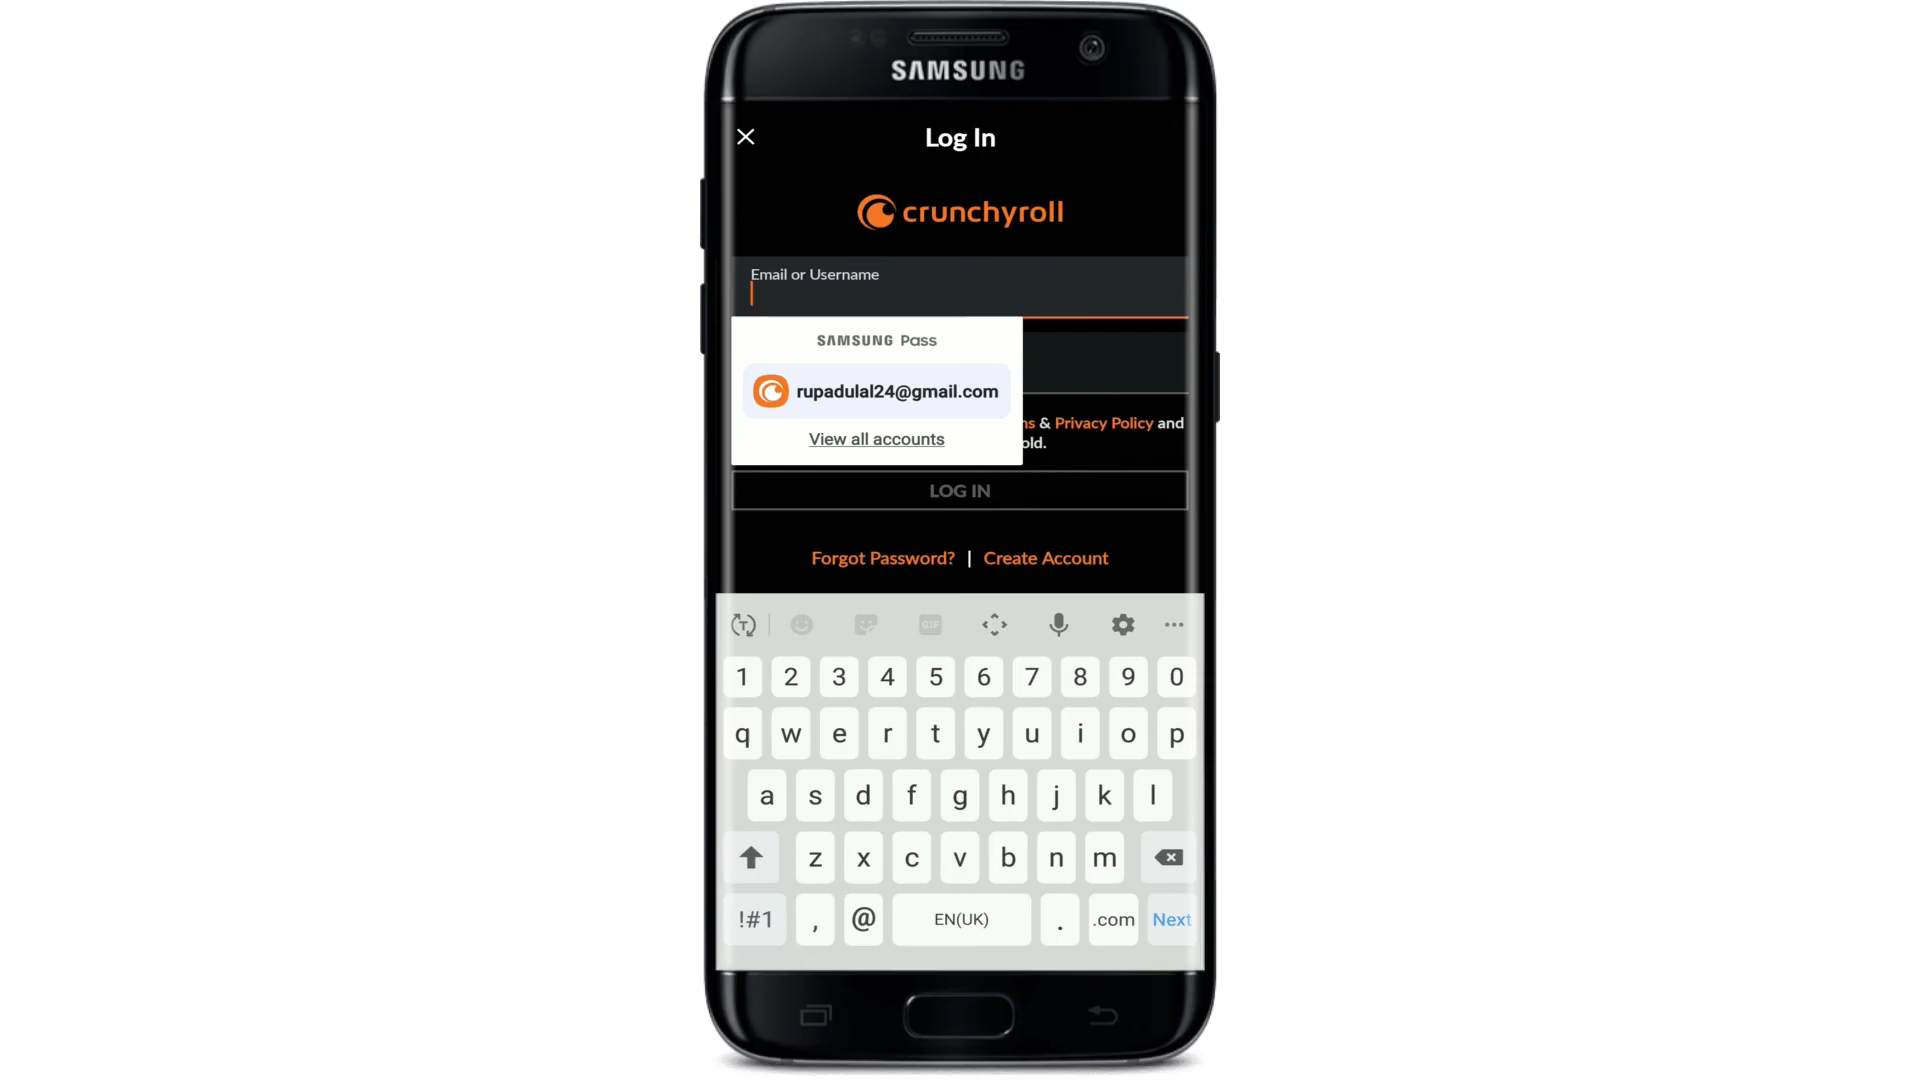 SAMSUNG
Log In
crunchyroll
Email or Username
SAMSUNG Pass
rupadulal24@gmail.com
View all accounts
& Privacy Policy and
old.
LOG IN
Forgot Password? | Create Account
GIF
1 2 3 4 5 6 7 8 9 0
q w e r t y u i o p
a s d f g h j k l
z x c v b n m
!#1 , @ EN(UK) . .com Next